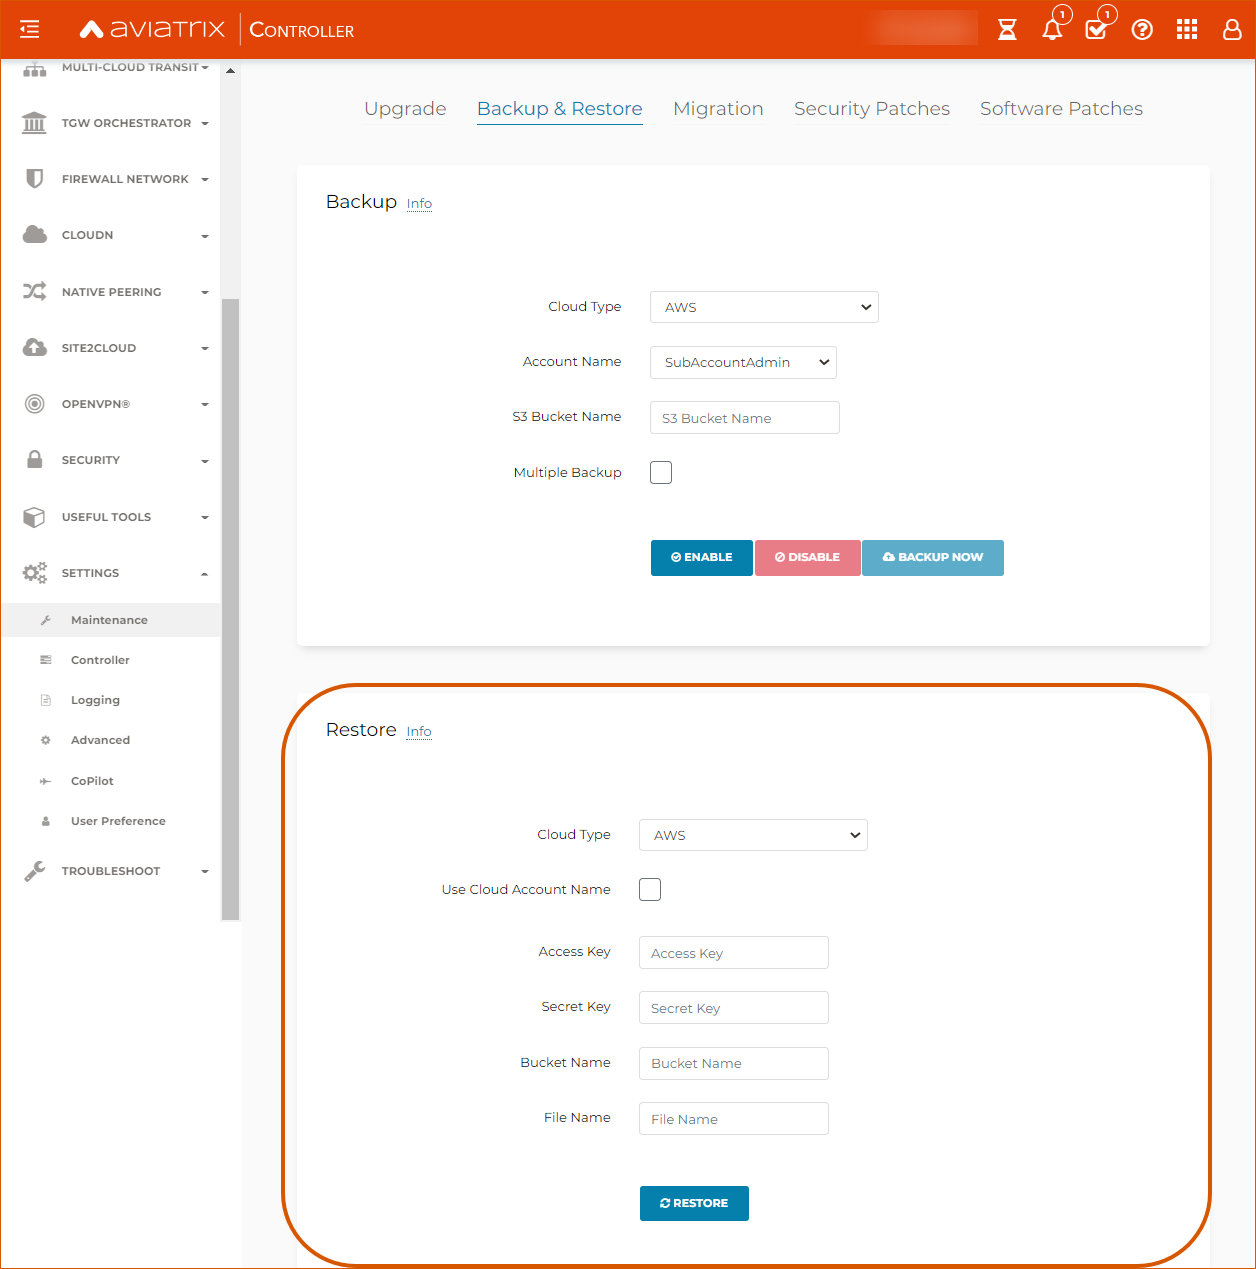 AVIATRIX CONTROLLER 1 1
MULTI-CLOUD TRANSIT
TGW ORCHESTRATOR
FIREWALL NETWORK
CLOUDN
NATIVE PEERING
SITE2CLOUD
OPENVPN®
SECURITY
USEFUL TOOLS
SETTINGS
Maintenance
Controller
Logging
Advanced
CoPilot
User Preference
TROUBLESHOOT
Upgrade Backup & Restore Migration Security Patches Software Patches
Backup Info
Cloud Type AWS
Account Name SubAccountAdmin
S3 Bucket Name S3 Bucket Name
Multiple Backup
ENABLE DISABLE BACKUP NOW
Restore Info
Cloud Type AWS
Use Cloud Account Name
Access Key Access Key
Secret Key Secret Key
Bucket Name Bucket Name
File Name File Name
RESTORE